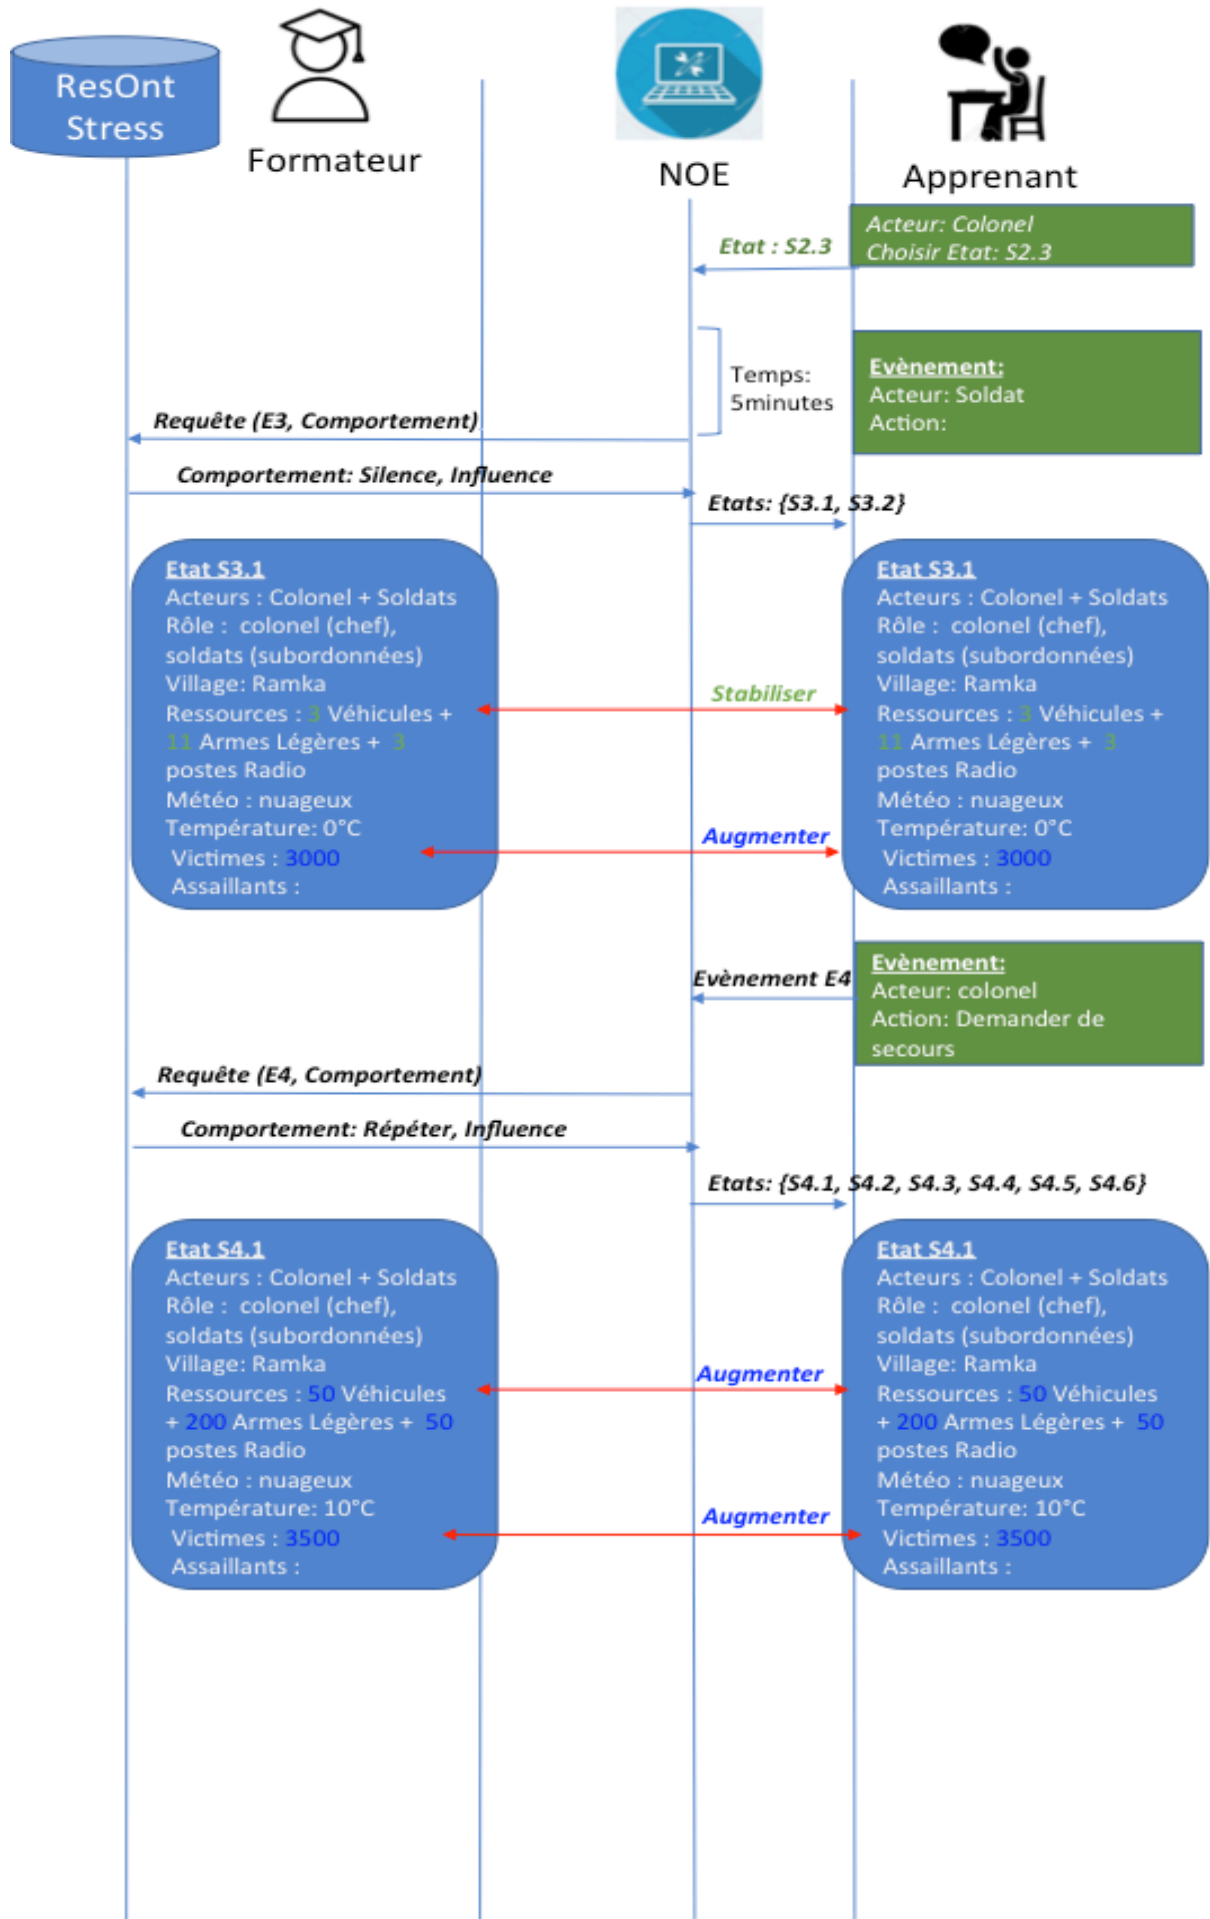 ResOnt
Stress
Formateur
NOE
Apprenant
Acteur: Colonel
Choisir Etat: S2.3
Etat : S2.3
Temps:
5minutes
Evènement:
Acteur: Soldat
Action:
Requête (E3, Comportement)
Comportement: Silence, Influence
Etats: {S3.1, S3.2}
Etat S3.1
Acteurs : Colonel + Soldats
Rôle : colonel (chef),
soldats (subordonnées)
Village: Ramka
Ressources : 3 Véhicules +
11 Armes Légères + 3
postes Radio
Météo : nuageux
Température: 0°C
Victimes : 3000
Assaillants :
Stabiliser
Augmenter
Etat S3.1
Acteurs : Colonel + Soldats
Rôle : colonel (chef),
soldats (subordonnées)
Village: Ramka
Ressources : 3 Véhicules +
11 Armes Légères + 3
postes Radio
Météo : nuageux
Température: 0°C
Victimes : 3000
Assaillants :
Evènement E4
Evènement:
Acteur: colonel
Action: Demander de
secours
Requête (E4, Comportement)
Comportement: Répéter, Influence
Etats: {S4.1, S4.2, S4.3, S4.4, S4.5, S4.6}
Etat S4.1
Acteurs : Colonel + Soldats
Rôle : colonel (chef),
soldats (subordonnées)
Village: Ramka
Ressources : 50 Véhicules
+ 200 Armes Légères + 50
postes Radio
Météo : nuageux
Température: 10°C
Victimes : 3500
Assaillants :
Augmenter
Augmenter
Etat S4.1
Acteurs : Colonel + Soldats
Rôle : colonel (chef),
soldats (subordonnées)
Village: Ramka
Ressources : 50 Véhicules
+ 200 Armes Légères + 50
postes Radio
Météo : nuageux
Température: 10°C
Victimes : 3500
Assaillants :